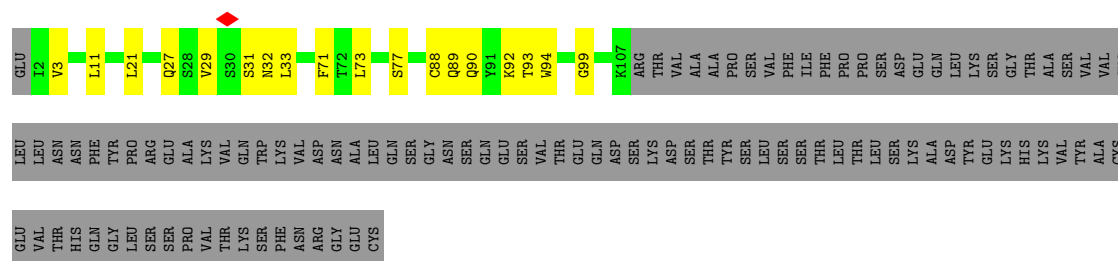 GLU I2 V3 L11 L21 Q27 S28 V29 S30 S31 N32 L33 F71 T72 L73 S77 C88 Q89 Q90 Y91 K92 T93 W94 G99 K107 ARG THR VAL ALA ALA PRO SER VAL PHE ILE PHE PRO PRO SER ASP GLU GLN LEU LYS SER GLY THR ALA SER VAL VAL
LEU LEU ASN ASN PHE TYR PRO ARG GLU ALA LYS VAL GLN TRP LYS VAL ASP ASN ALA LEU GLN SER GLY ASN SER GLN GLU SER VAL THR GLU GLN ASP SER LYS ASP SER THR TYR SER LEU SER SER THR LEU THR LEU SER LYS ALA ASP TYR GLU LYS HIS LYS VAL TYR ALA CYS
GLU VAL THR HIS GLN GLY LEU SER SER PRO VAL THR LYS SER PHE ASN ARG GLY GLU CYS